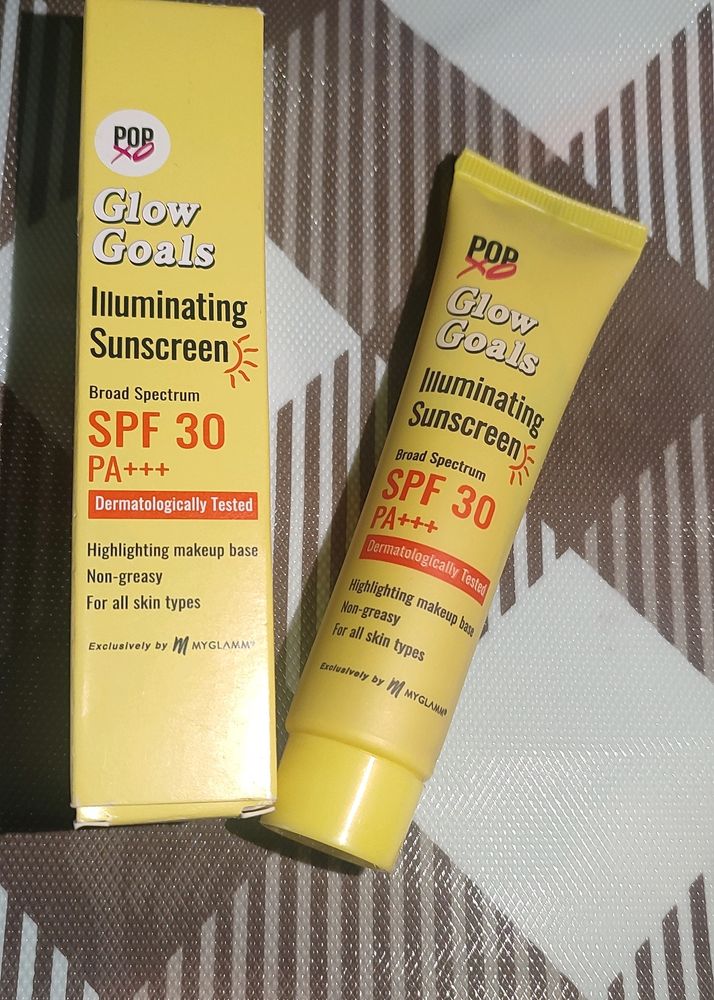 POP
XO
Glow
Goals
Illuminating
Sunscreen
Broad Spectrum
SPF 30
PA+++
Dermatologically Tested
Highlighting makeup base
Non-greasy
For all skin types
Exclusively by M MYGLAMM®
POP
XO
Glow
Goals
Illuminating
Sunscreen
Broad Spectrum
SPF 30
PA+++
Dermatologically Tested
Highlighting makeup base
Non-greasy
For all skin types
Exclusively by M MYGLAMM®